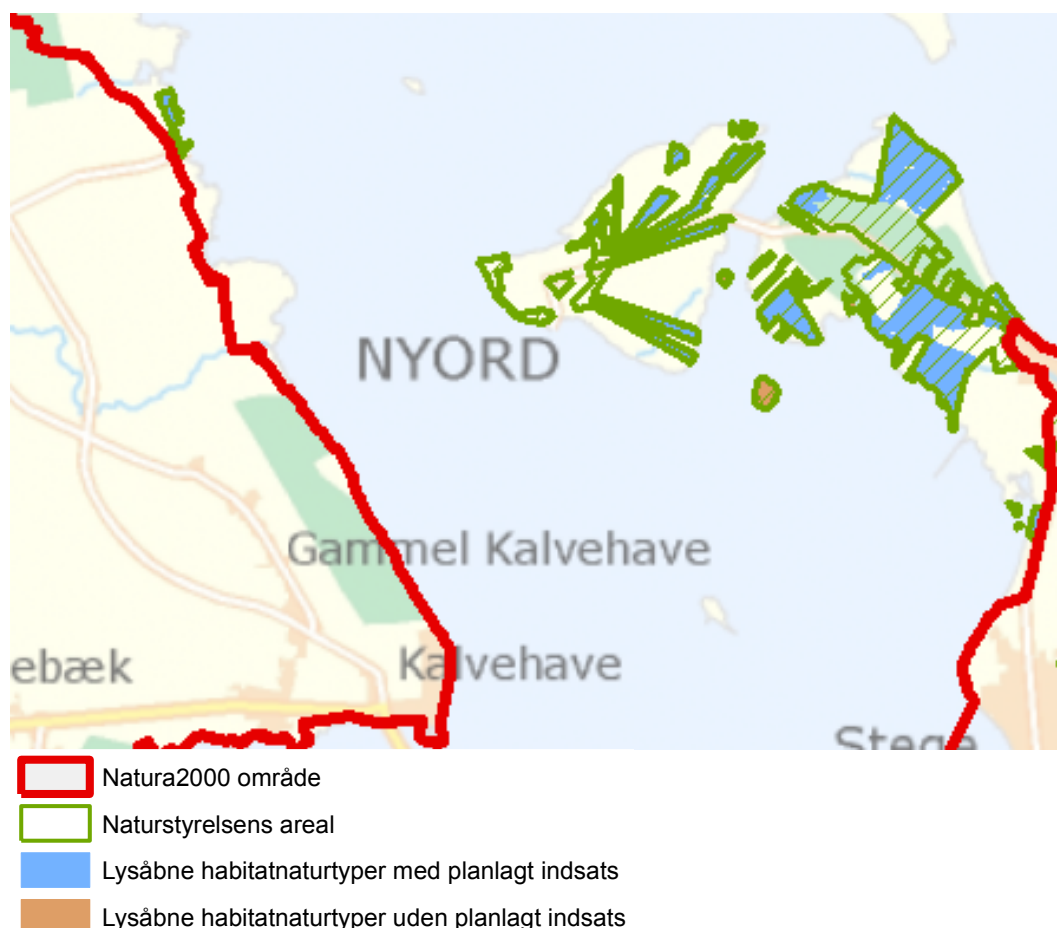 NYORD
Gammel Kalvehave
ebæk
Kalvehave
Stege
Natura2000 område
Naturstyrelsens areal
Lysåbne habitatnaturtyper med planlagt indsats
Lysåbne habitatnaturtyper uden planlagt indsats